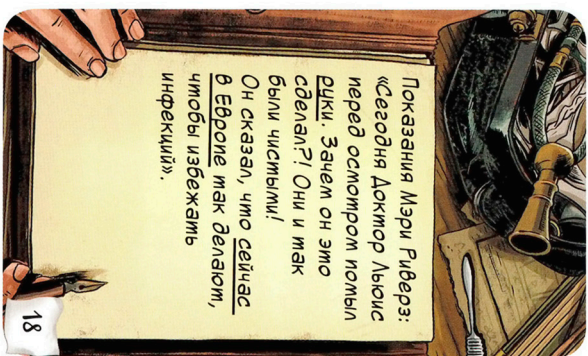 Показания Мэри Риверз:
«Сегодня Доктор Льюис
перед осмотром помыл
руки. Зачем он это
сделал?! Они и так
были чистыми!
Он сказал, что сейчас
в Европе так делают,
чтобы избежать
инфекций».
18